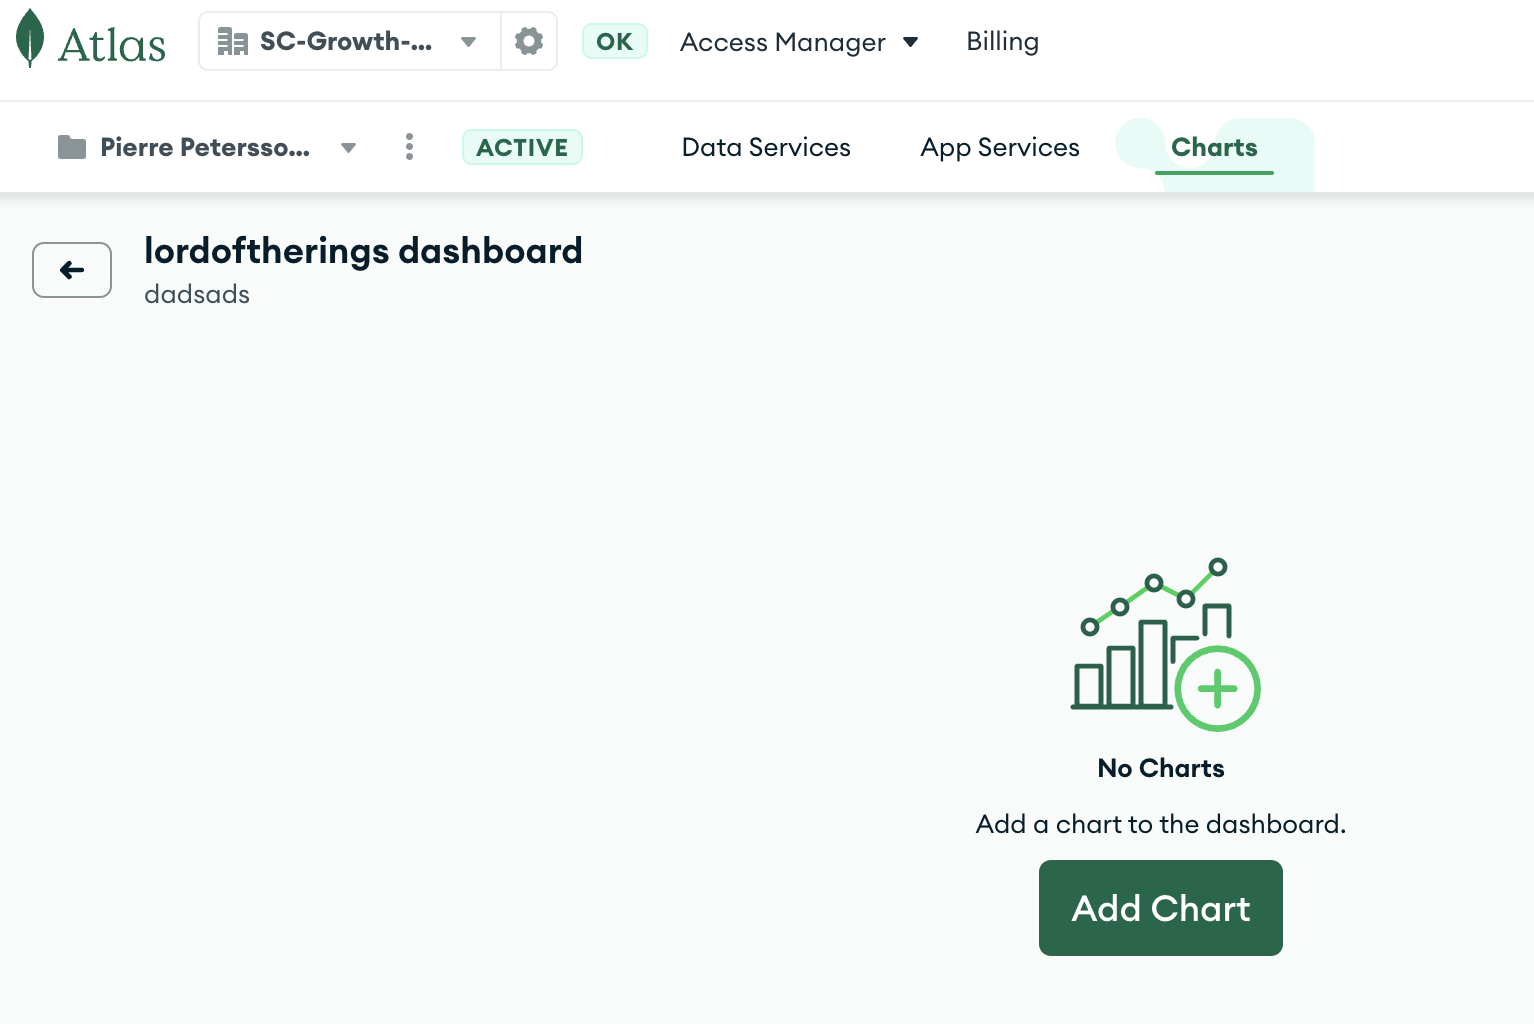 Atlas SC-Growth-... OK Access Manager Billing
Pierre Petersso... ACTIVE Data Services App Services Charts
lordoftherings dashboard
dadsads
No Charts
Add a chart to the dashboard.
Add Chart